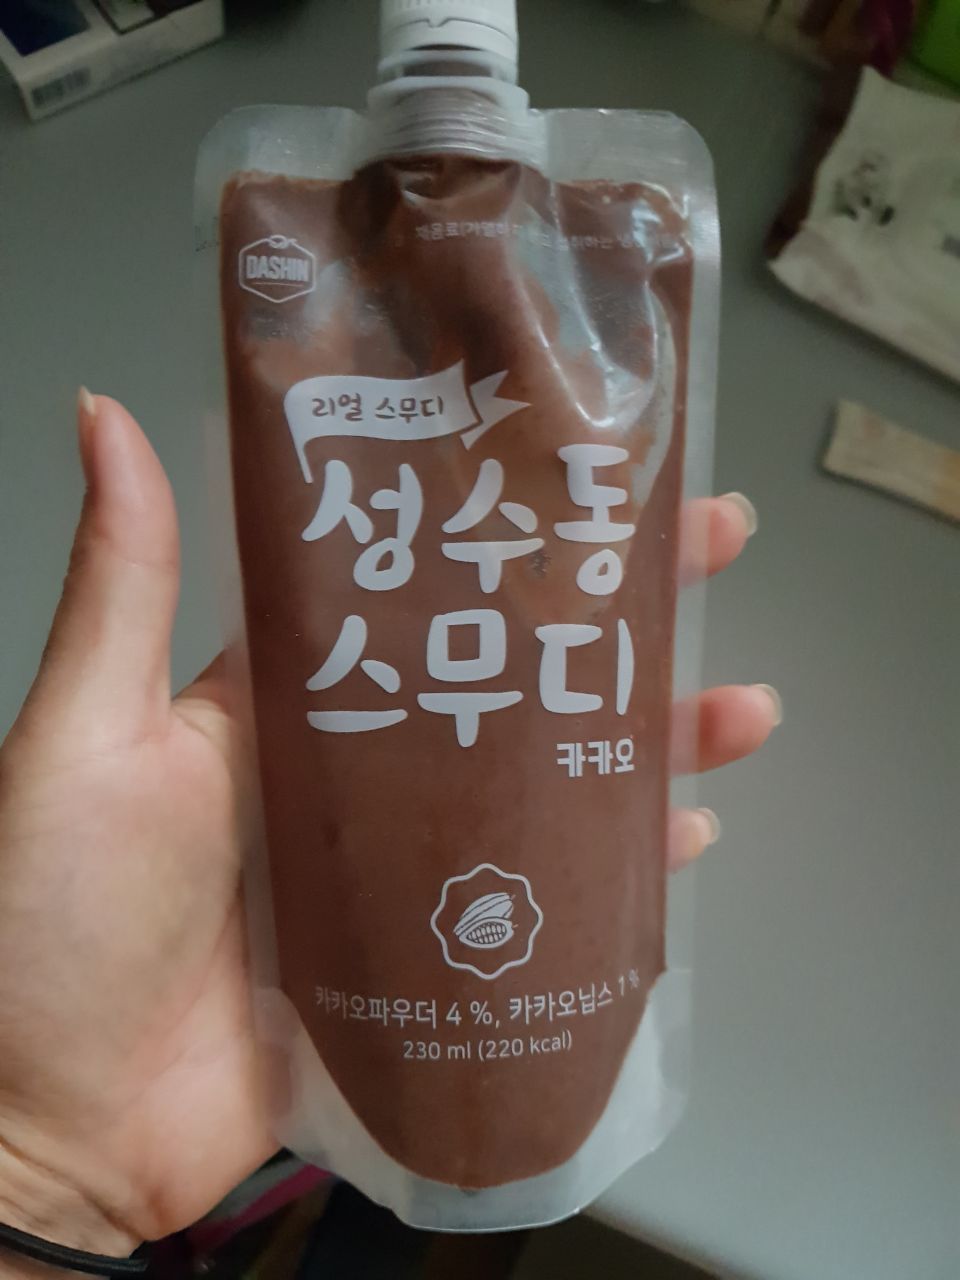 DASHIN
리얼 스무디
성수동
스무디
카카오
카카오파우더 4 %, 카카오닙스 1 %
230 ml (220 kcal)